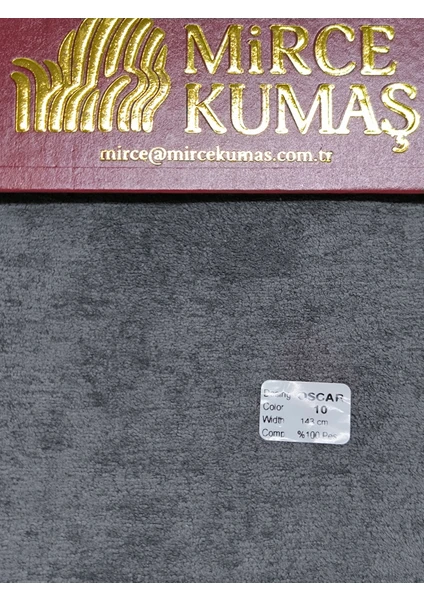 MiRCE
KUMAŞ
mirce@mircekumas.com.tr
OSCAR
Color 10
Width 143 cm
Comp %100 Pes